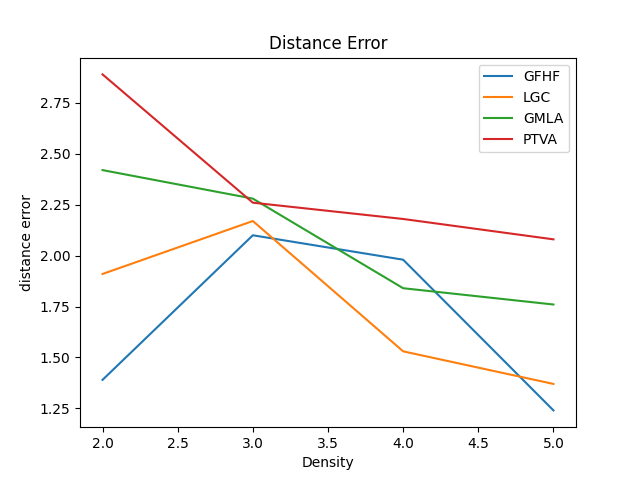 Distance Error
GFHF
LGC
GMLA
PTVA
distance error
2.75
2.50
2.25
2.00
1.75
1.50
1.25
2.0 2.5 3.0 3.5 4.0 4.5 5.0
Density